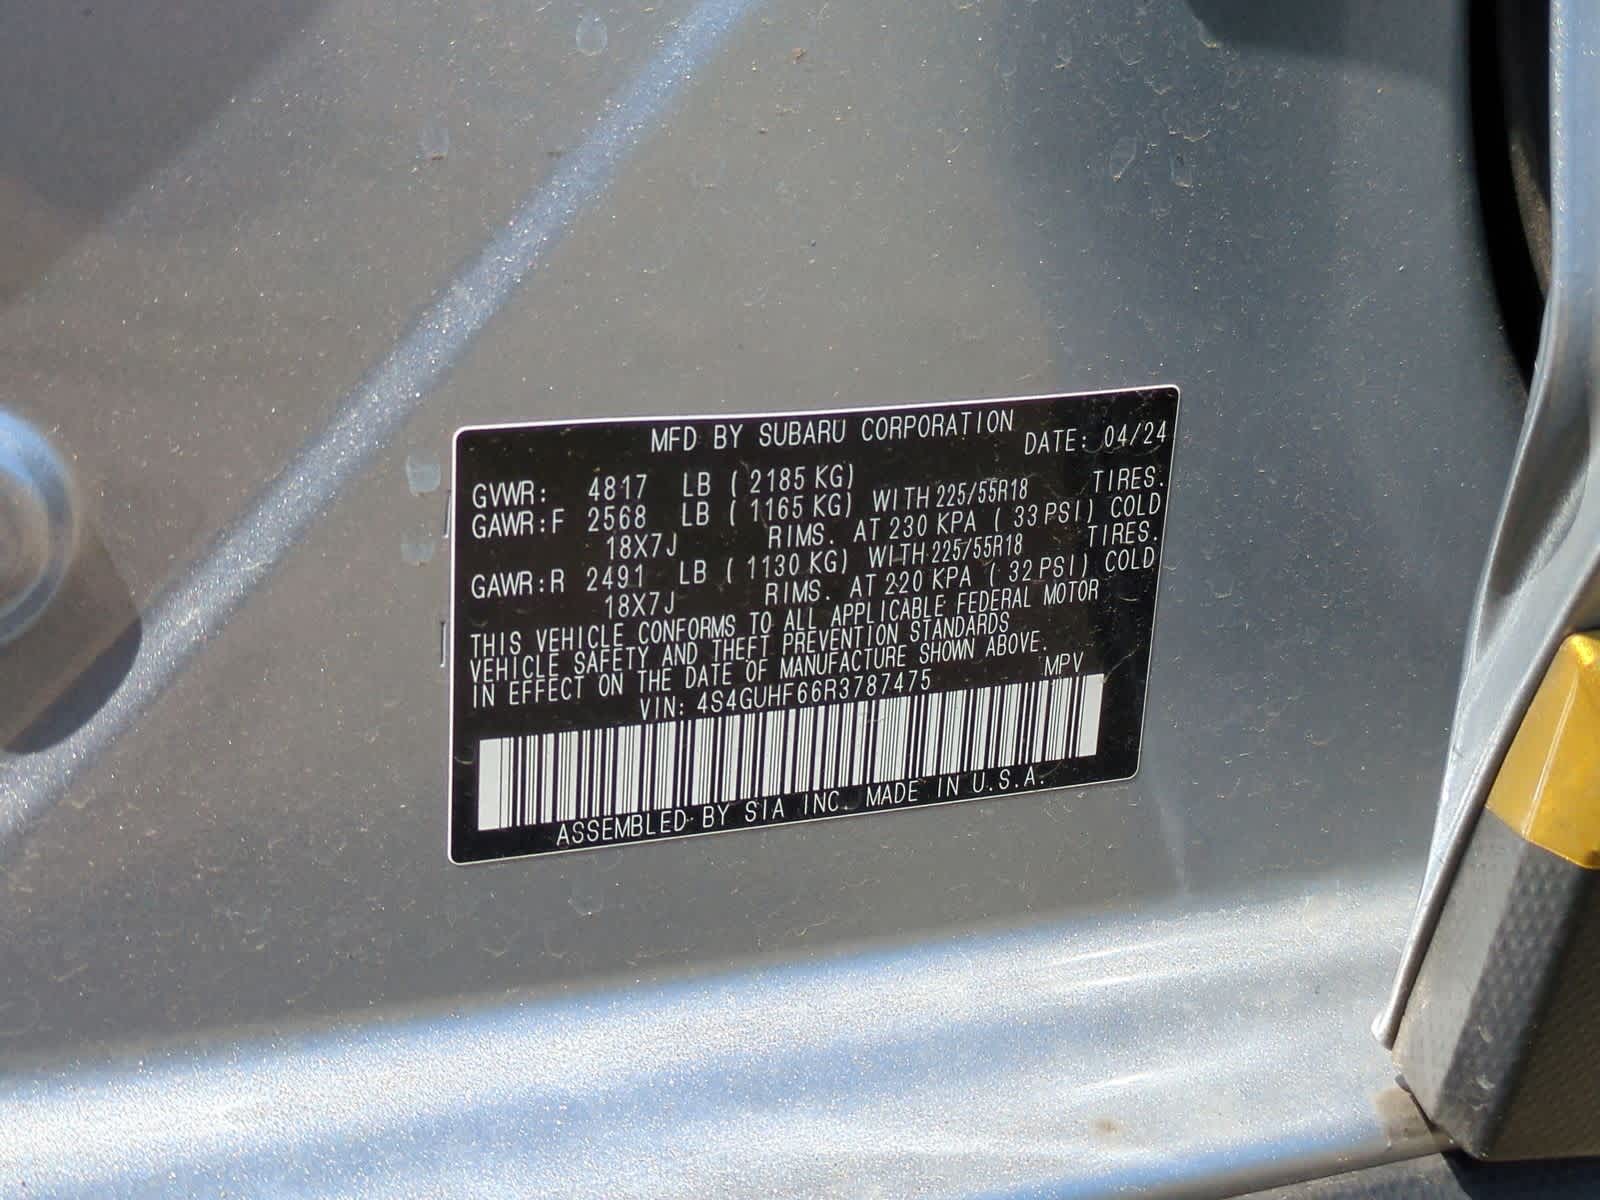 MFD BY SUBARU CORPORATION DATE: 04/24
GVWR: 4817 LB ( 2185 KG)
GAWR:F 2568 LB ( 1165 KG) WITH 225/55R18 TIRES.
18X7J RIMS. AT 230 KPA ( 33 PSI) COLD
GAWR:R 2491 LB ( 1130 KG) WITH 225/55R18 TIRES.
18X7J RIMS. AT 220 KPA ( 32 PSI) COLD
THIS VEHICLE CONFORMS TO ALL APPLICABLE FEDERAL MOTOR
VEHICLE SAFETY AND THEFT PREVENTION STANDARDS
IN EFFECT ON THE DATE OF MANUFACTURE SHOWN ABOVE.
VIN: 4S4GUHF66R3787475 MPV
ASSEMBLED BY SIA INC. MADE IN U.S.A.